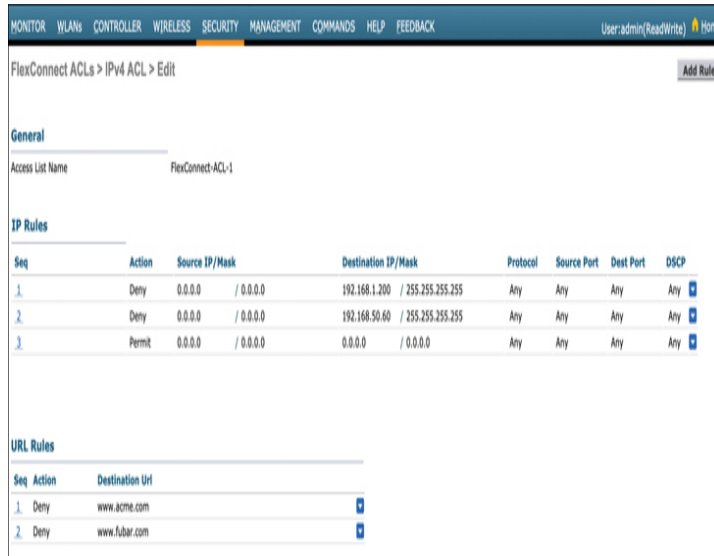 MONITOR WLANs CONTROLLER WIRELESS SECURITY MANAGEMENT COMMANDS HELP FEEDBACK User:admin(ReadWrite) Hom
FlexConnect ACLs > IPv4 ACL > Edit Add Rule
General
Access List Name FlexConnect-ACL-1
IP Rules
Seq Action Source IP/Mask Destination IP/Mask Protocol Source Port Dest Port DSCP
1 Deny 0.0.0.0 / 0.0.0.0 192.168.1.200 / 255.255.255.255 Any Any Any Any
2 Deny 0.0.0.0 / 0.0.0.0 192.168.50.60 / 255.255.255.255 Any Any Any Any
3 Permit 0.0.0.0 / 0.0.0.0 0.0.0.0 / 0.0.0.0 Any Any Any Any
URL Rules
Seq Action Destination Url
1 Deny www.acme.com
2 Deny www.fubar.com